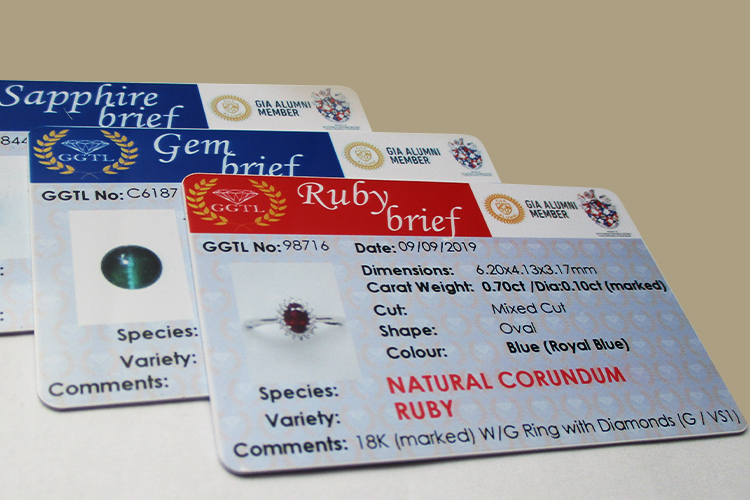 Sapphire
brief
GIA ALUMNI
MEMBER
844
GGTL
Gem
brief
GIA ALUMNI
MEMBER
GGTL No: C6187
Species:
Variety:
Comments:
GGTL
Ruby
brief
GIA ALUMNI
MEMBER
GGTL No: 98716 Date: 09/09/2019
Dimensions: 6.20x4.13x3.17mm
Carat Weight: 0.70ct /Dia:0.10ct (marked)
Cut: Mixed Cut
Shape: Oval
Colour: Blue (Royal Blue)
Species: NATURAL CORUNDUM
Variety: RUBY
Comments: 18K (marked) W/G Ring with Diamonds (G / VS1)